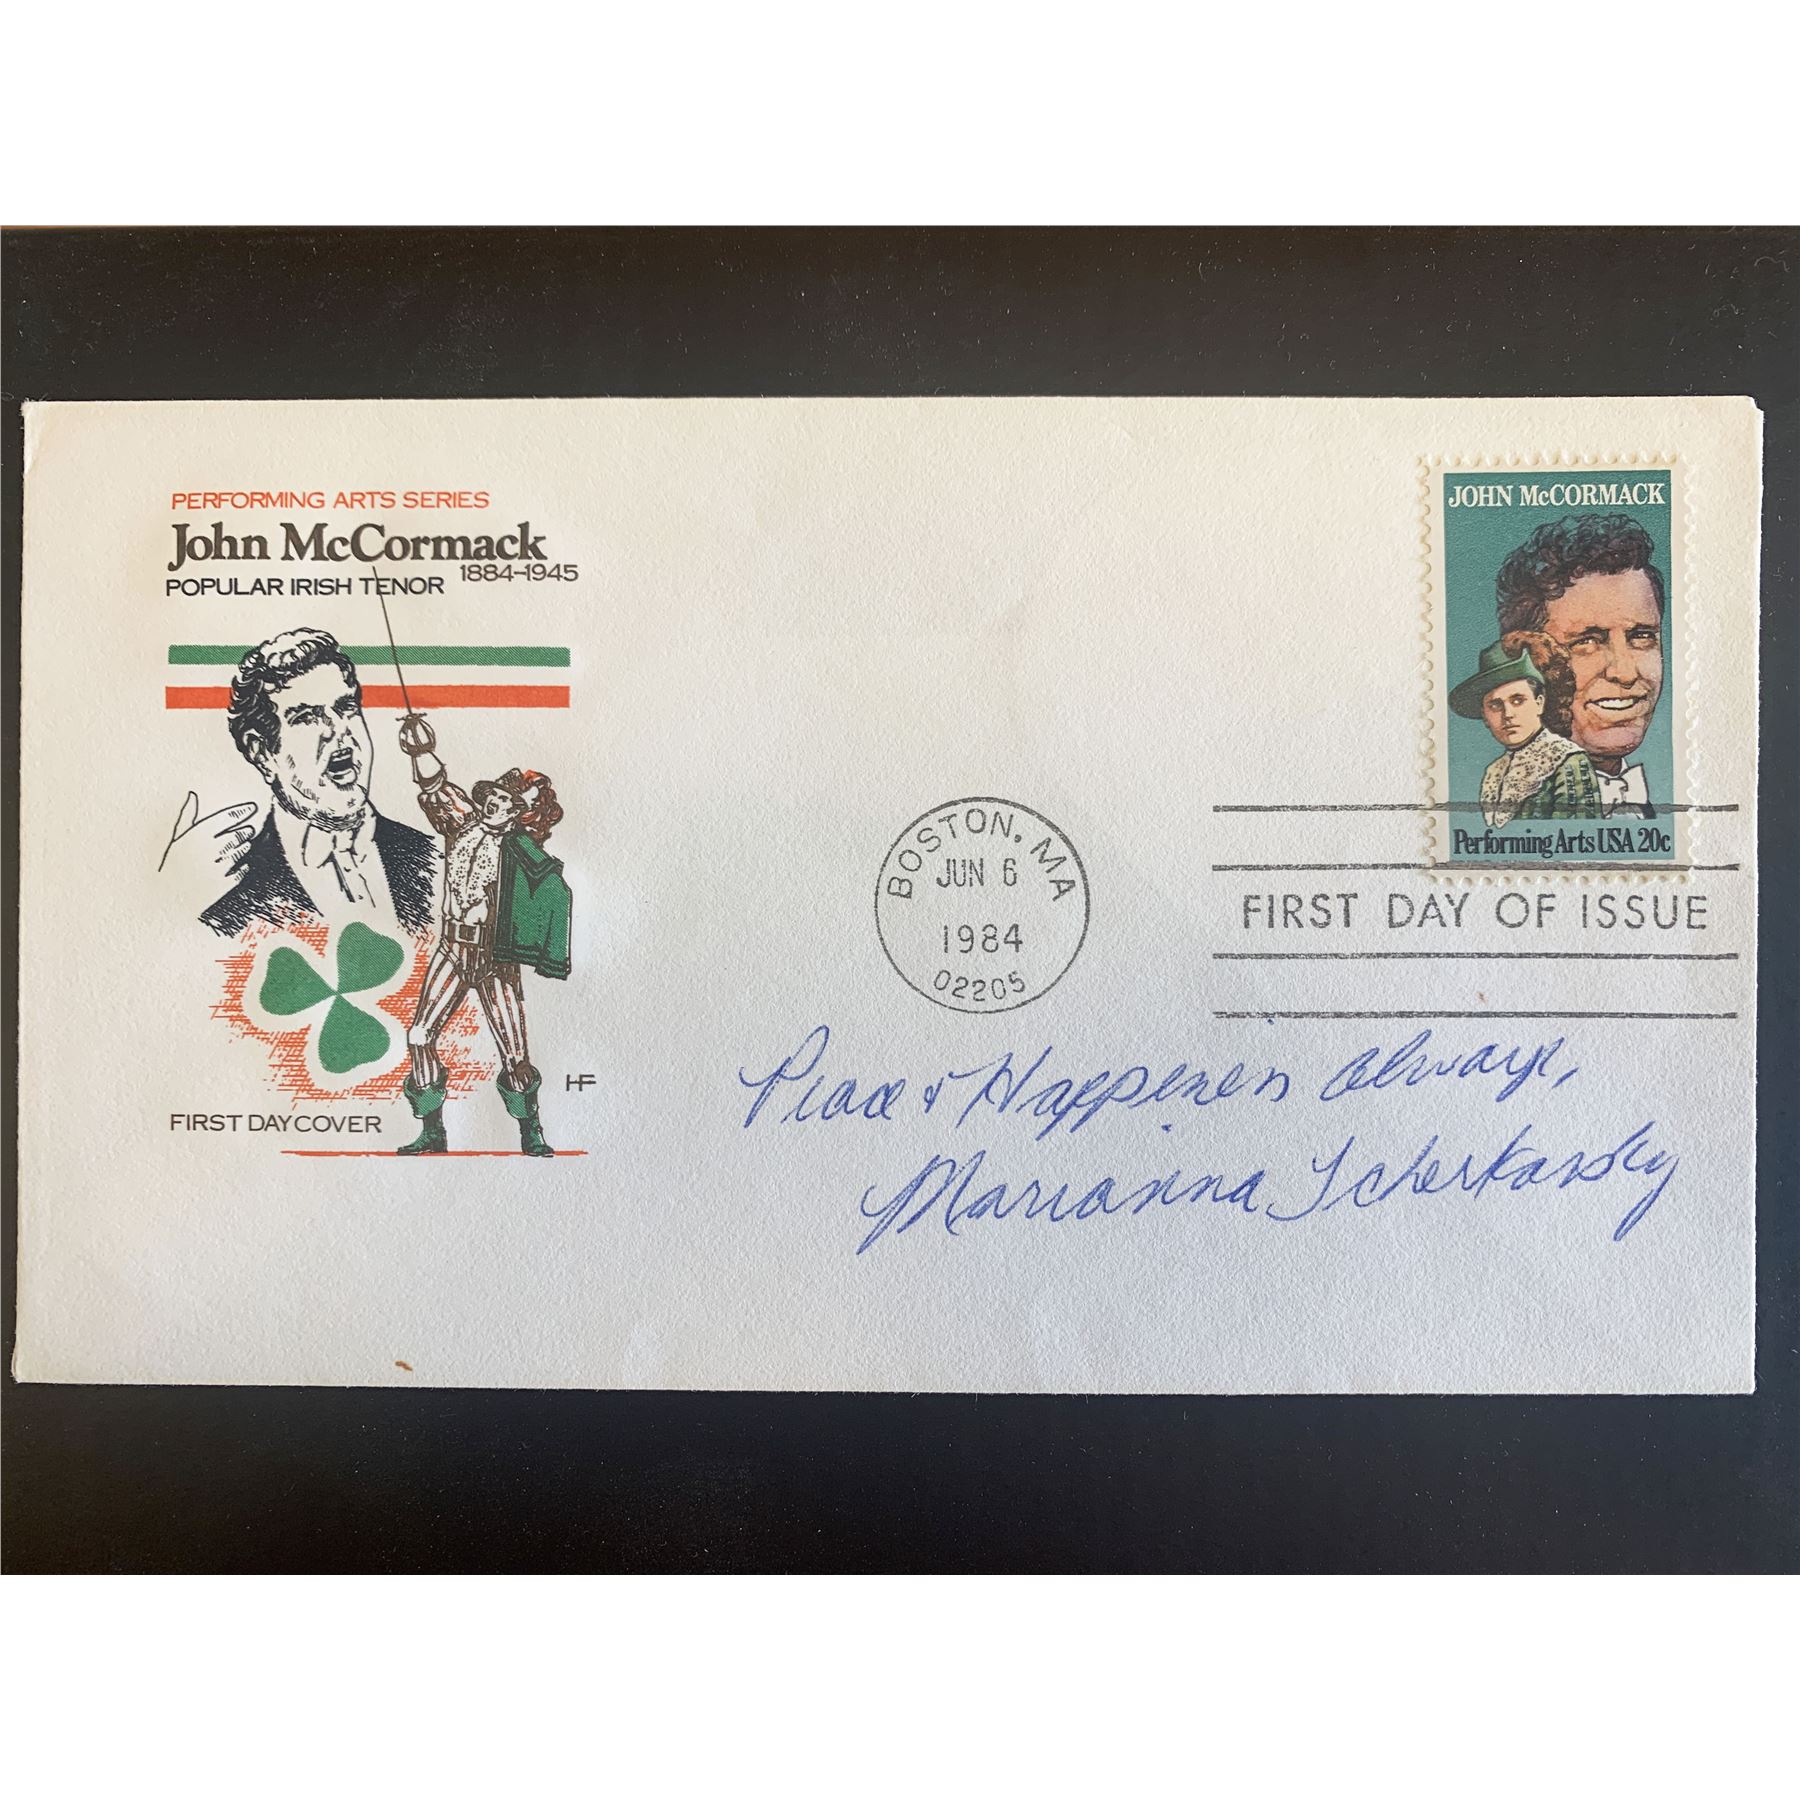 PERFORMING ARTS SERIES
John McCormack
POPULAR IRISH TENOR 1884-1945
HF
FIRST DAY COVER
JOHN McCORMACK
Performing Arts USA 20c
BOSTON, MA
JUN 6
1984
02205
FIRST DAY OF ISSUE
Peace & Happiness Always,
Marianna Tcherkassky